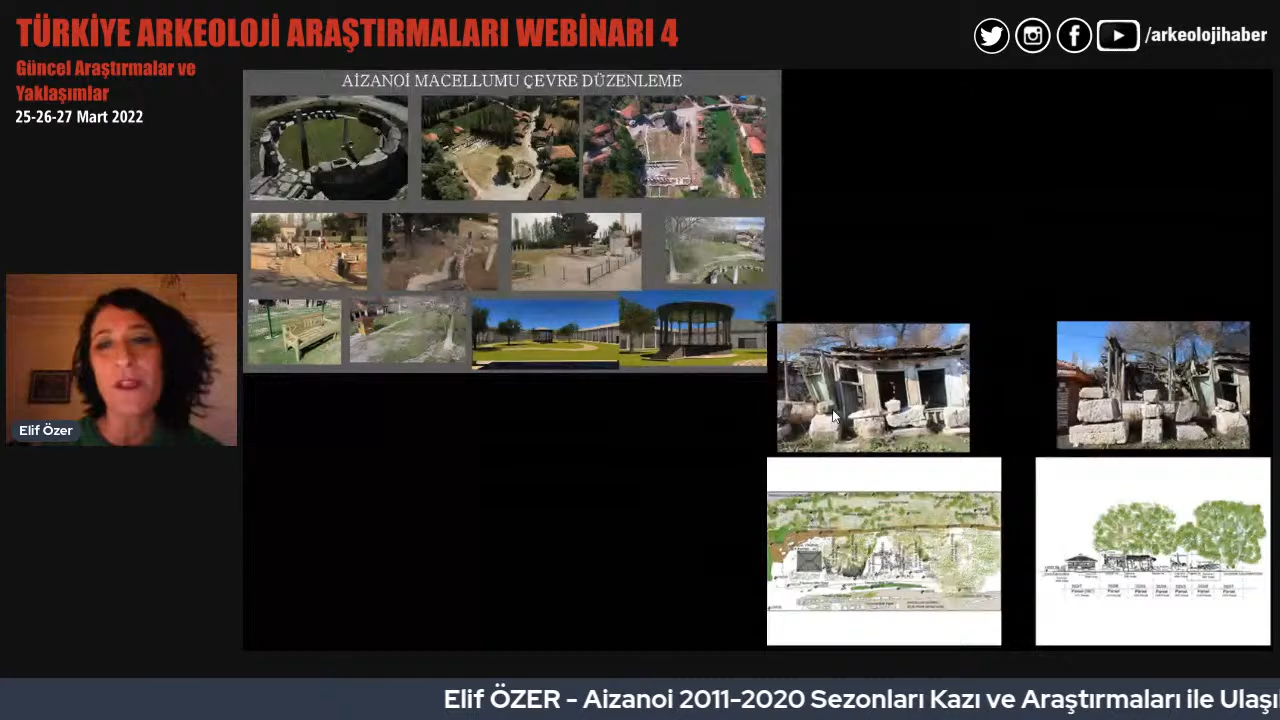 TÜRKİYE ARKEOLOJİ ARAŞTIRMALARI WEBİNARI 4
Güncel Araştırmalar ve
Yaklaşımlar
25-26-27 Mart 2022
/arkeolojihaber
AİZANOİ MACELLUMU ÇEVRE DÜZENLEME
Elif Özer
Elif ÖZER - Aizanoi 2011-2020 Sezonları Kazı ve Araştırmaları ile Ulaşı